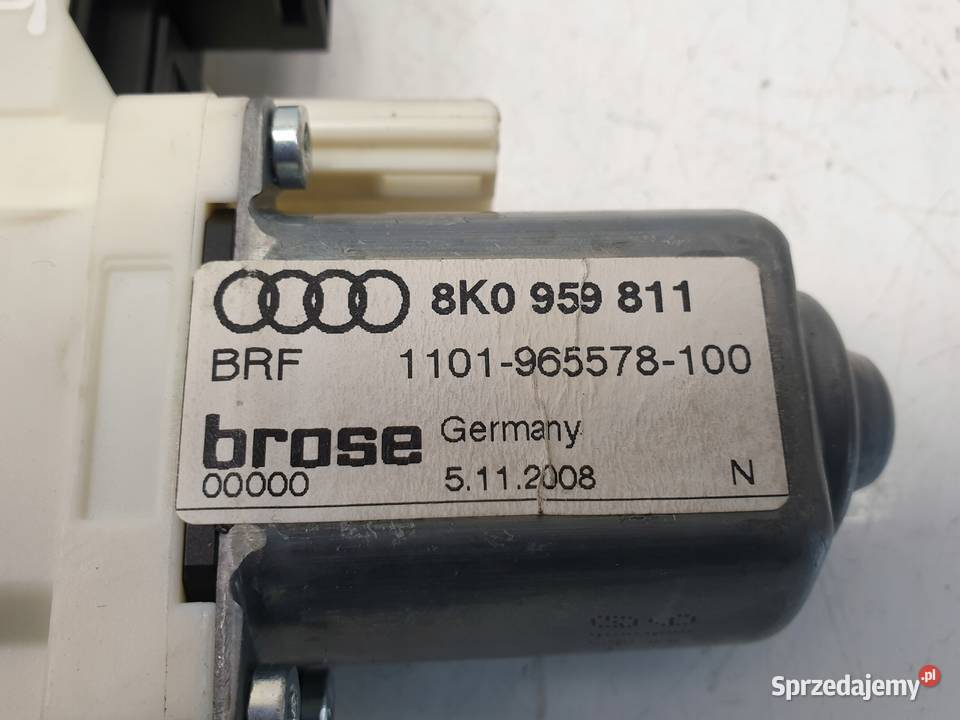 8K0 959 811
BRF 1101-965578-100
brose Germany
00000 5.11.2008 N
Sprzedajemy.pl